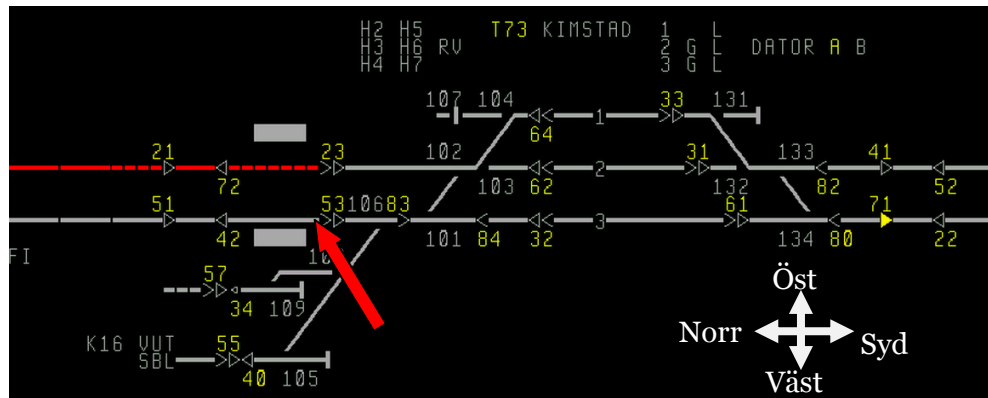 H2 H5 T73 KIMSTAD 1 L
H3 H6 RV 2 G L DATOR A B
H4 H7 3 G L
107 104 33 131
1
64
21 23 102 31 133 41
2
72 103 62 132 82 52
51 53 106 83 61 71
3
42 101 84 32 134 80 22
FI
57
34 109
K16 VUT 55
SBL
40 105
Öst
Norr Syd
Väst